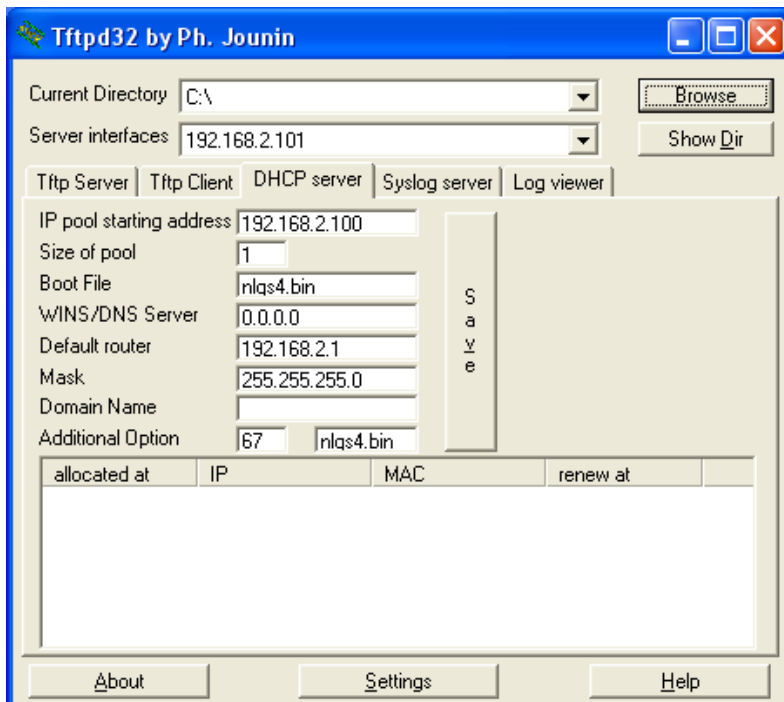 Tftpd32 by Ph. Jounin
Current Directory C:\ Browse
Server interfaces 192.168.2.101 Show Dir
Tftp Server Tftp Client DHCP server Syslog server Log viewer
IP pool starting address 192.168.2.100
Size of pool 1
Boot File nlgs4.bin
WINS/DNS Server 0.0.0.0
Default router 192.168.2.1
Mask 255.255.255.0
Domain Name
Additional Option 67 nlgs4.bin
Save
allocated at IP MAC renew at
About Settings Help